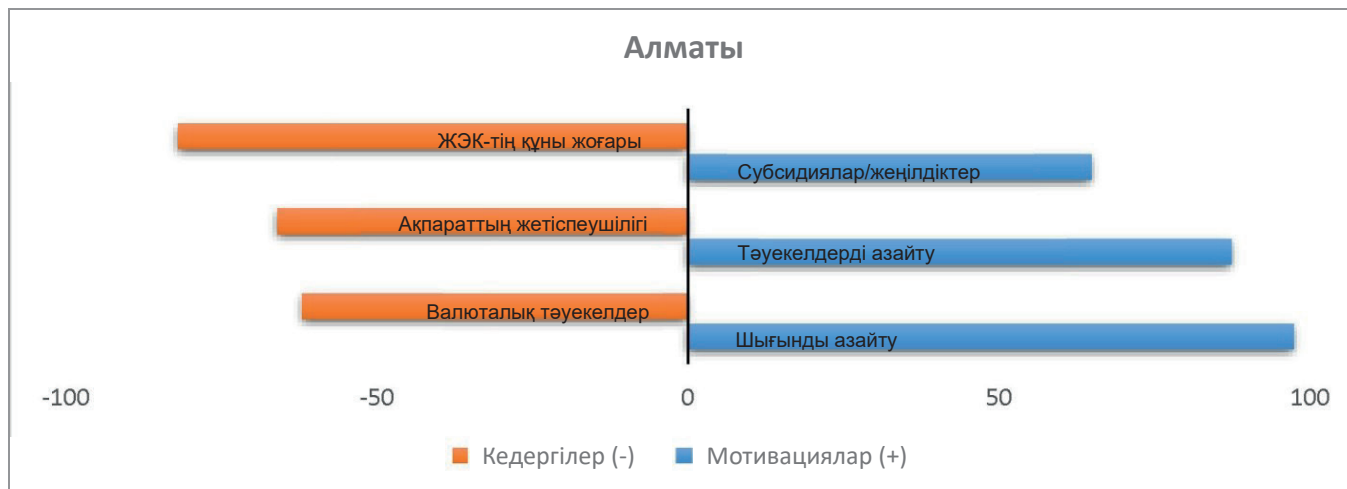 Алматы
ЖЭК-тің құны жоғары
Субсидиялар/жеңілдіктер
Ақпараттың жетіспеушілігі
Тәуекелдерді азайту
Валюталық тәуекелдер
Шығынды азайту
-100 -50 0 50 100
Кедергілер (-) Мотивациялар (+)